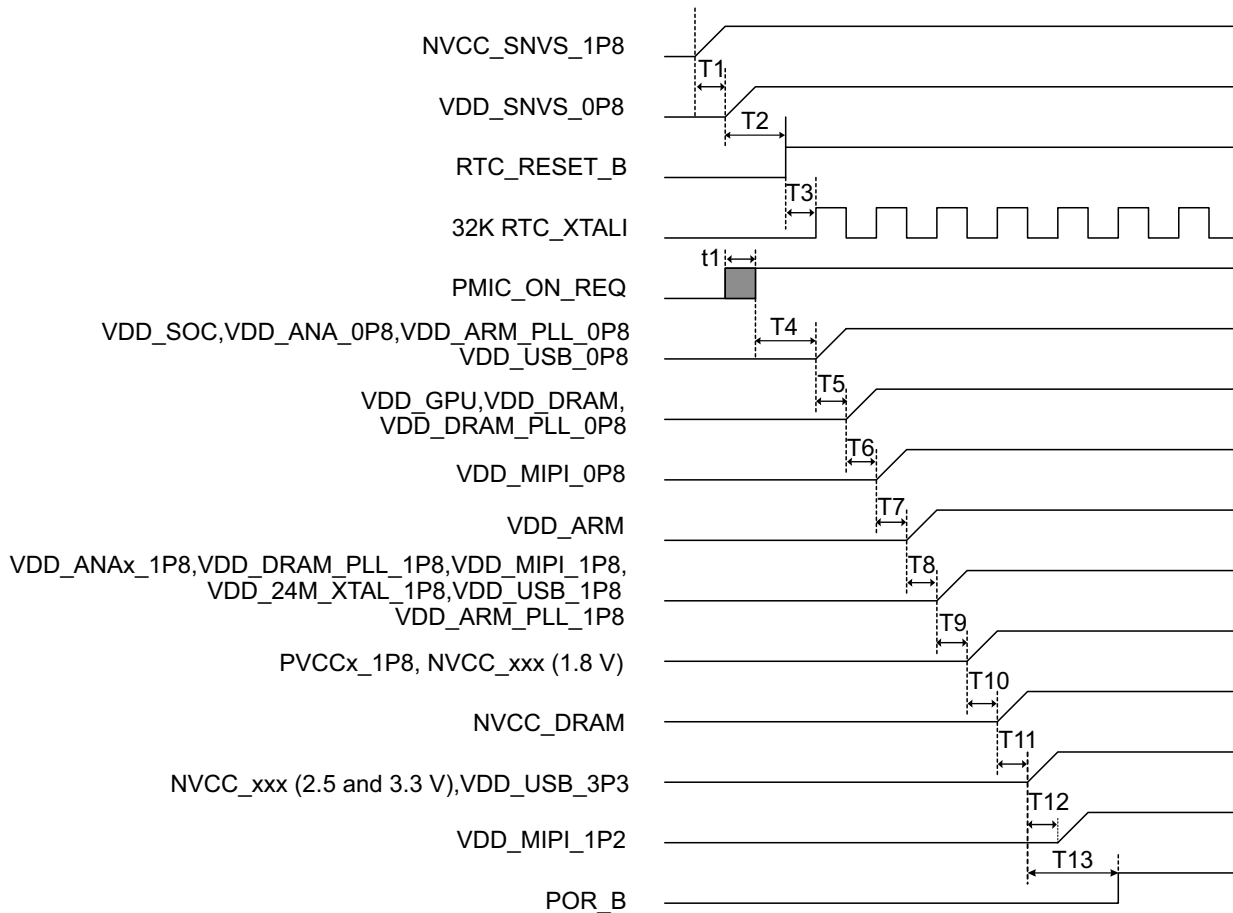 NVCC_SNVS_1P8
T1
VDD_SNVS_0P8
T2
RTC_RESET_B
T3
32K RTC_XTALI
t1
PMIC_ON_REQ
T4
VDD_SOC,VDD_ANA_0P8,VDD_ARM_PLL_0P8
VDD_USB_0P8
T5
VDD_GPU,VDD_DRAM,
VDD_DRAM_PLL_0P8
T6
VDD_MIPI_0P8
T7
VDD_ARM
T8
VDD_ANAx_1P8,VDD_DRAM_PLL_1P8,VDD_MIPI_1P8,
VDD_24M_XTAL_1P8,VDD_USB_1P8
VDD_ARM_PLL_1P8
T9
PVCCx_1P8, NVCC_xxx (1.8 V)
T10
NVCC_DRAM
T11
NVCC_xxx (2.5 and 3.3 V),VDD_USB_3P3
T12
VDD_MIPI_1P2
T13
POR_B